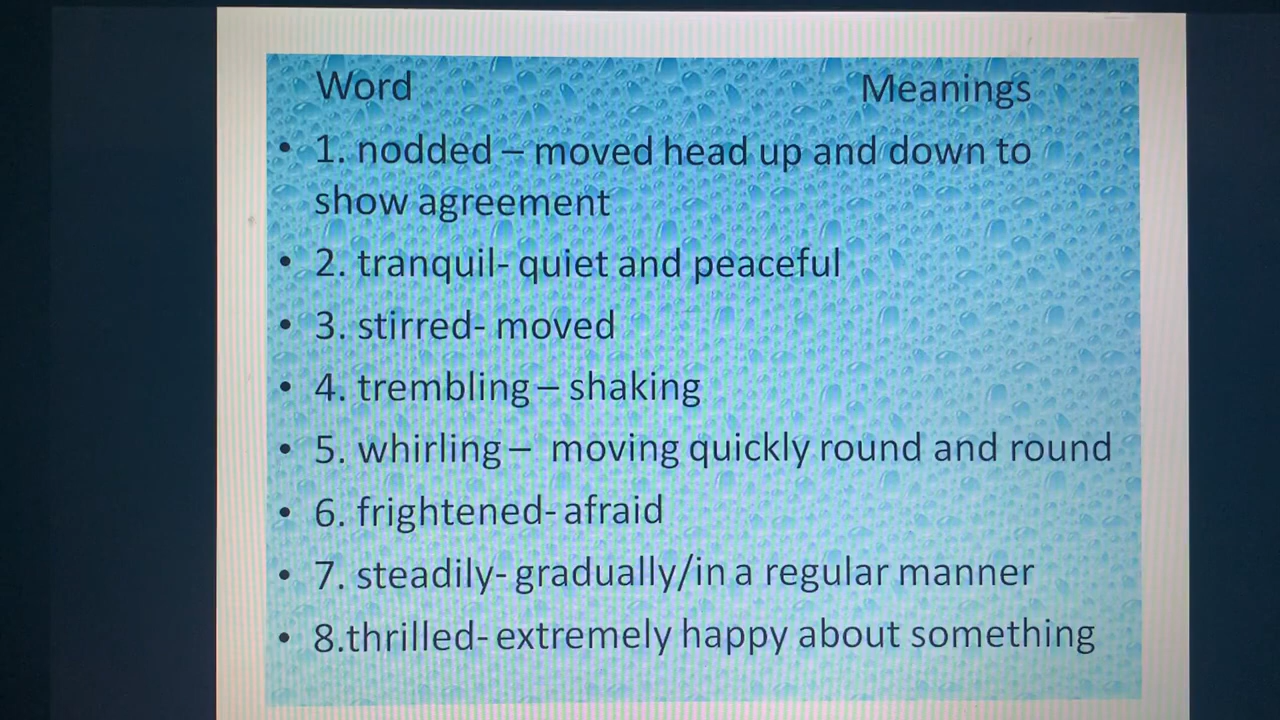 Word Meanings
• 1. nodded – moved head up and down to
show agreement
• 2. tranquil- quiet and peaceful
• 3. stirred- moved
• 4. trembling – shaking
• 5. whirling – moving quickly round and round
• 6. frightened- afraid
• 7. steadily- gradually/in a regular manner
• 8.thrilled- extremely happy about something